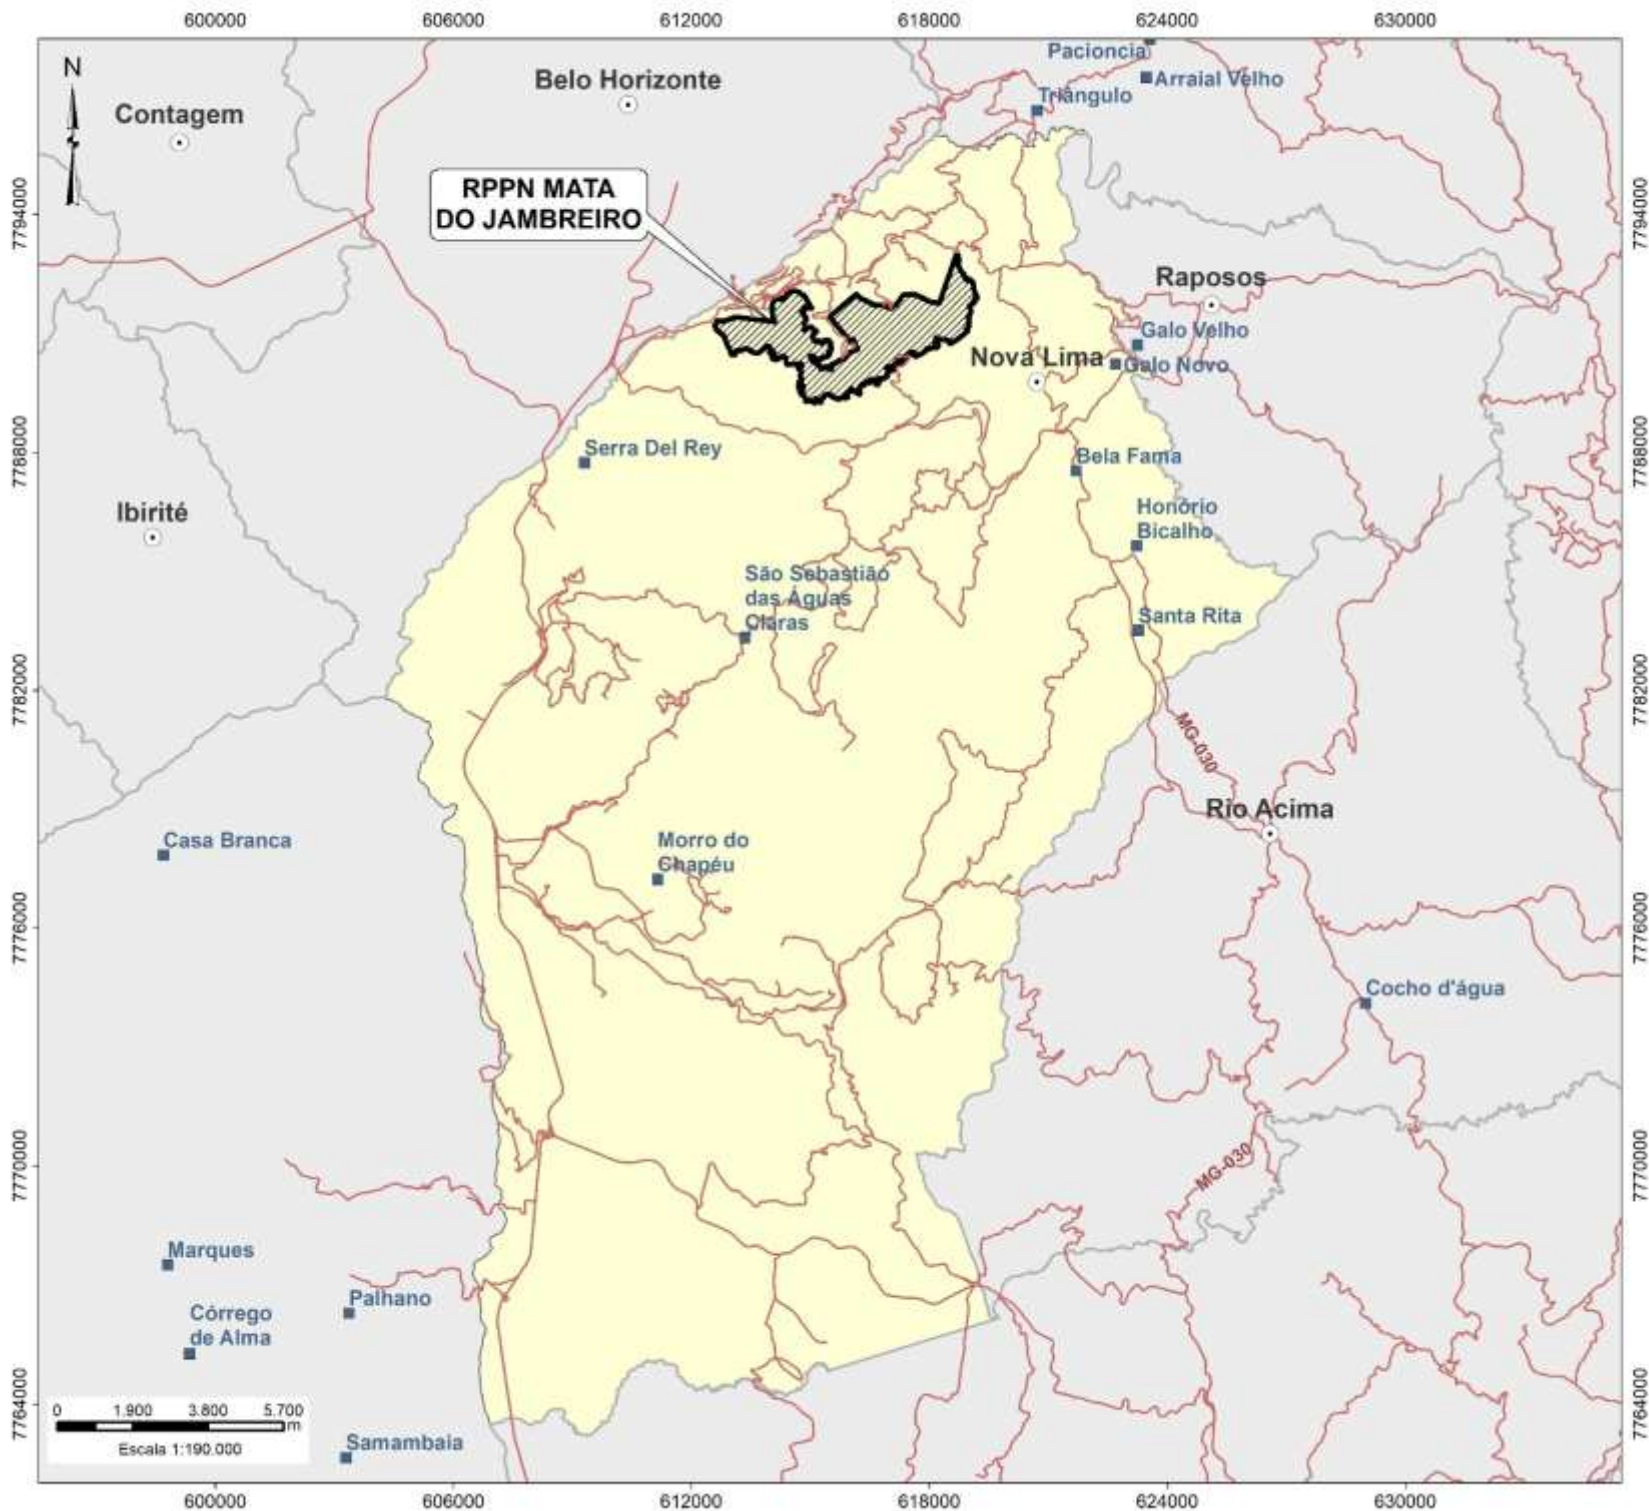 600000
606000
612000
618000
624000
630000
Pacioncia
N
Belo Horizonte
Arraial Velho
Contagem
Triângulo
RPPN MATA
DO JAMBREIRO
7794000
7794000
Raposos
Galo Velho
Nova Lima
Galo Novo
7788000
7788000
Serra Del Rey
Bela Fama
Ibirité
Honório
Bicalho
São Sebastião
das Águas
Claras
Santa Rita
7782000
7782000
MG-030
Rio Acima
Casa Branca
Morro do
Chapéu
7776000
7776000
Cocho d'água
7770000
7770000
MG-030
Marques
Palhano
Córrego
de Alma
7764000
7764000
0
1.900
3.800
5.700
m
Escala 1:190.000
Samambaia
600000
606000
612000
618000
624000
630000